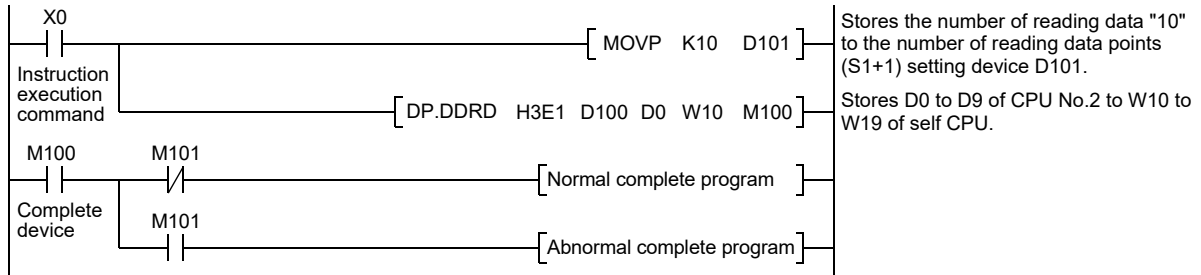 X0
MOVP K10 D101
Stores the number of reading data "10"
to the number of reading data points
(S1+1) setting device D101.
Instruction
execution
command
DP.DDRD H3E1 D100 D0 W10 M100
Stores D0 to D9 of CPU No.2 to W10 to
W19 of self CPU.
M100 M101
Normal complete program
Complete
device
M101
Abnormal complete program